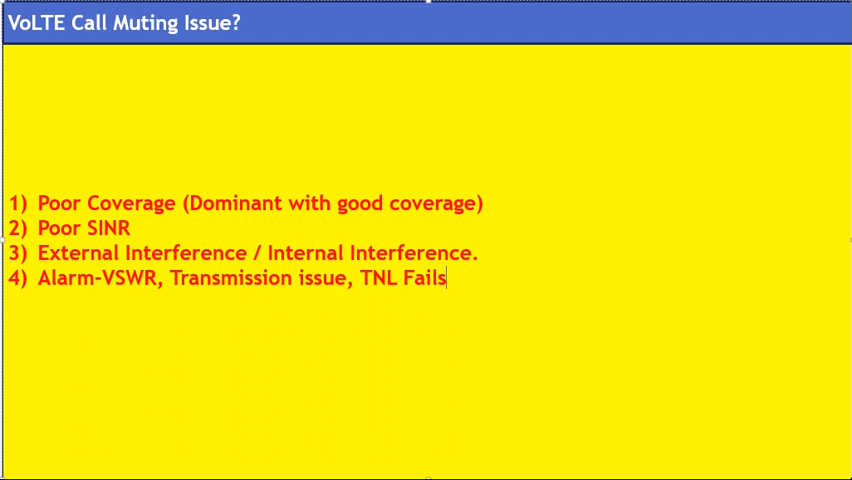 VoLTE Call Muting Issue?
1) Poor Coverage (Dominant with good coverage)
2) Poor SINR
3) External Interference / Internal Interference.
4) Alarm-VSWR, Transmission issue, TNL Fails